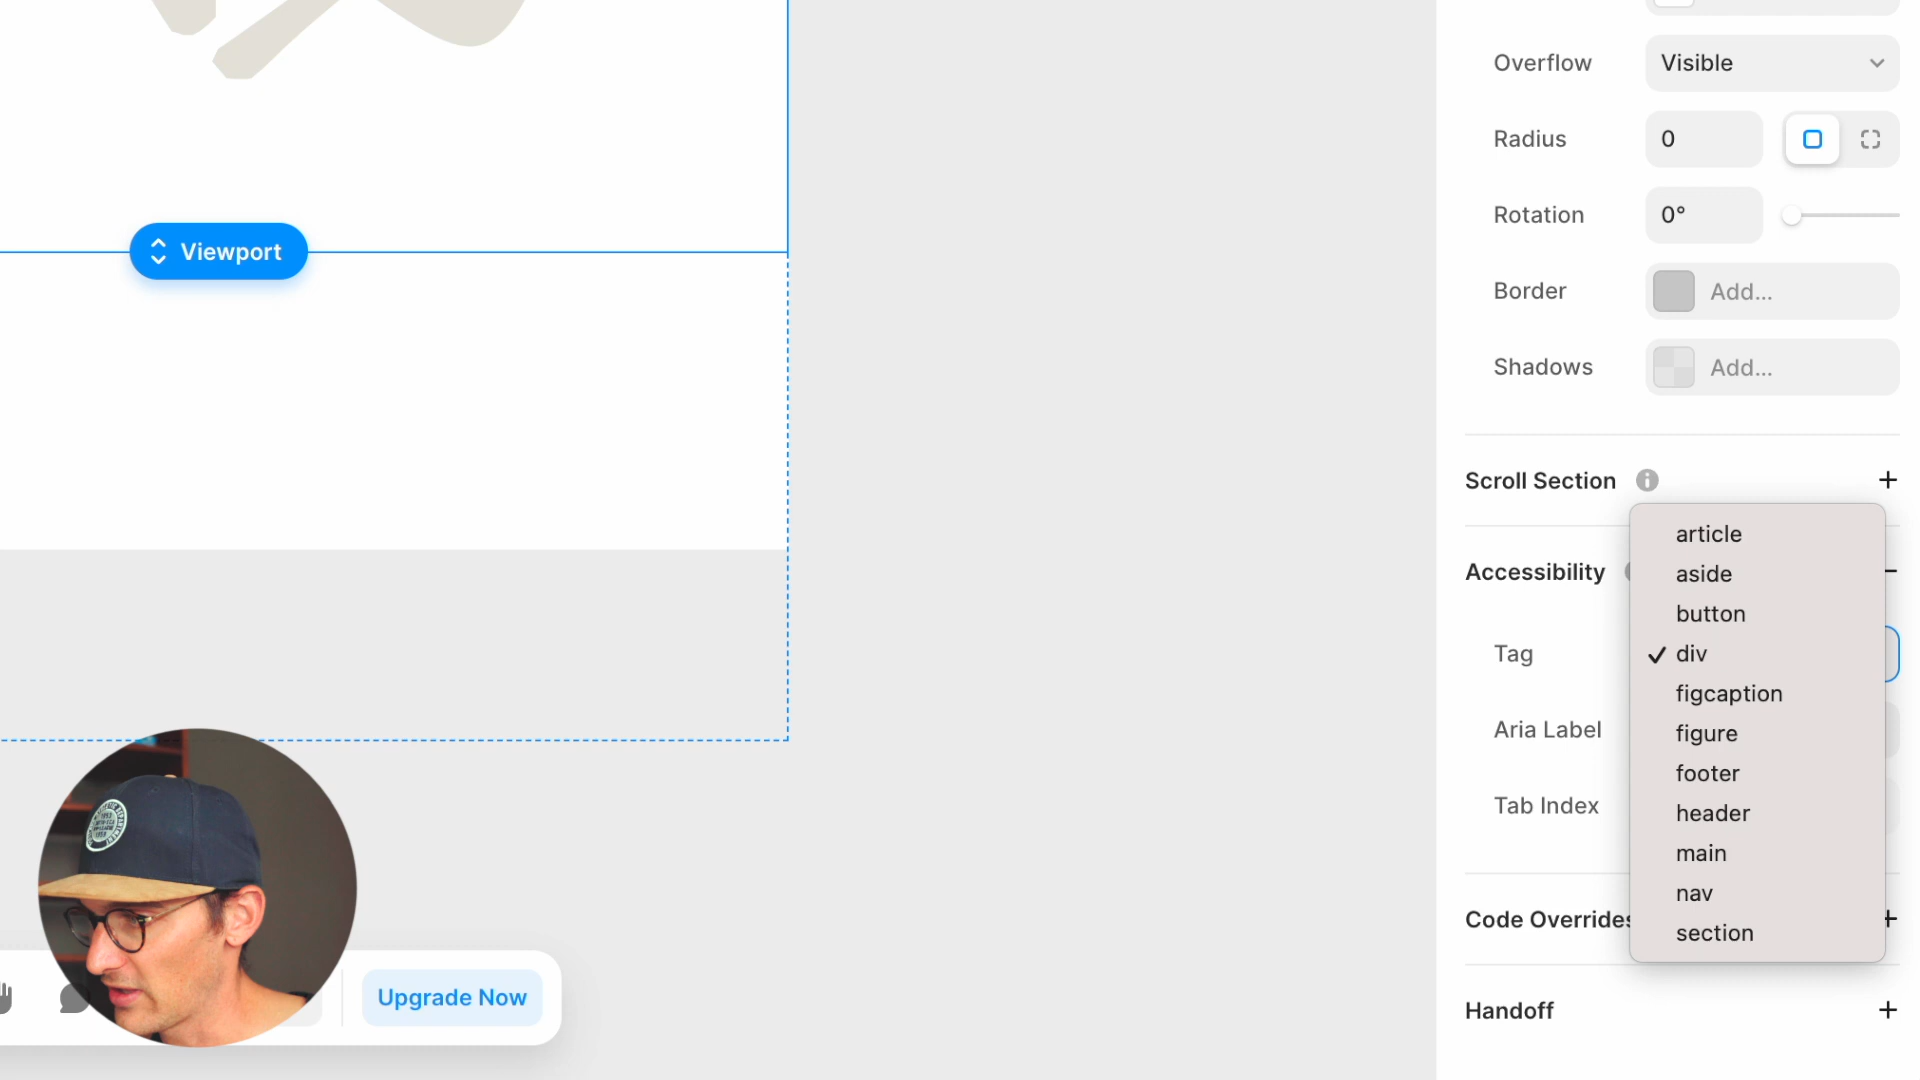 Overflow Visible
Radius 0
Rotation 0°
Viewport
Border Add...
Shadows Add...
Scroll Section
article
Accessibility aside
button
Tag div
figcaption
Aria Label figure
footer
Tab Index header
main
nav
Code Overrides section
Upgrade Now
Handoff